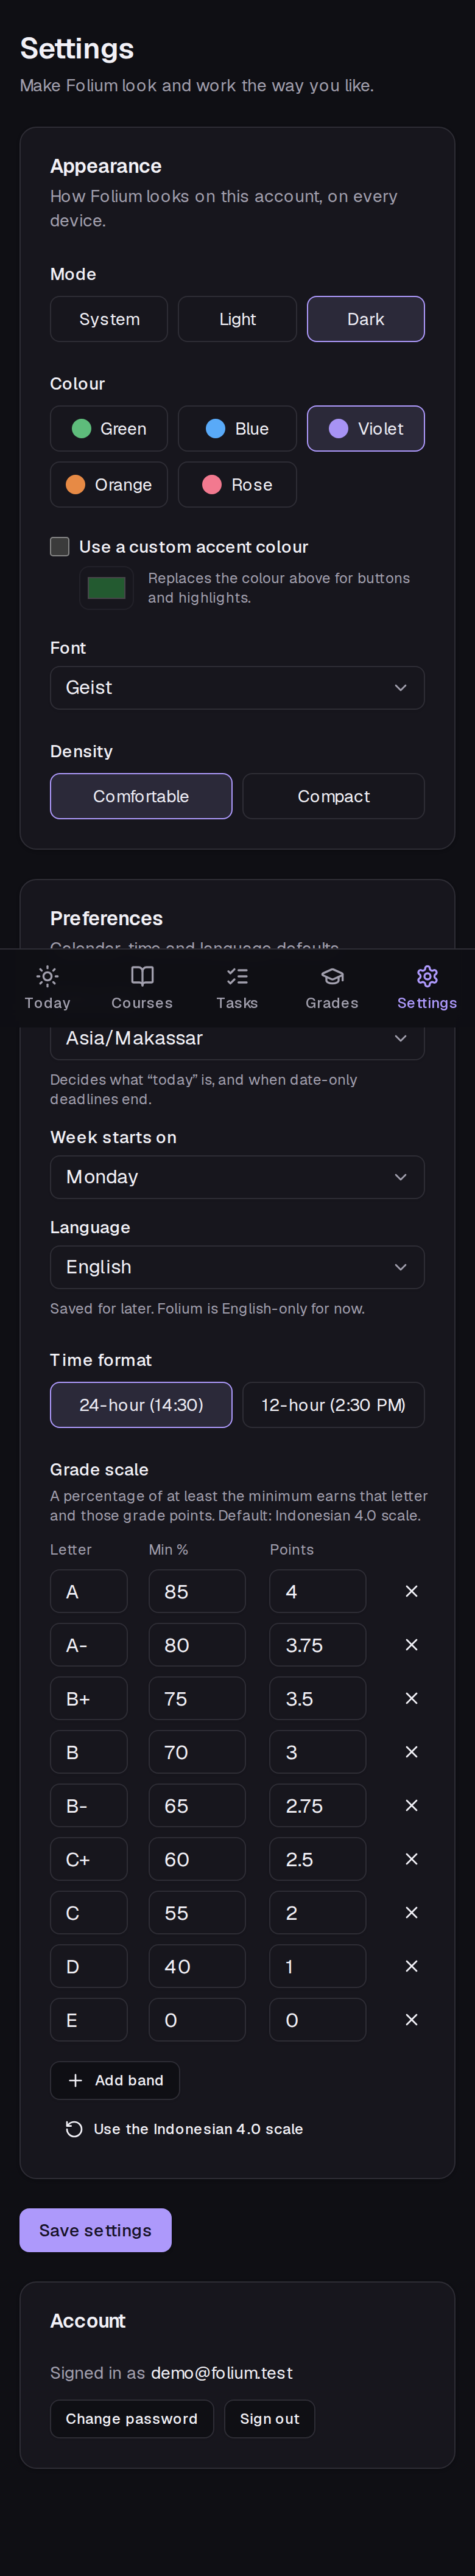 Settings
Make Folium look and work the way you like.
Appearance
How Folium looks on this account, on every
device.
Mode
System Light Dark
Colour
Green Blue Violet
Orange Rose
Use a custom accent colour
Replaces the colour above for buttons
and highlights.
Font
Geist
Density
Comfortable Compact
Preferences
Calendar, time and language defaults.
Today Courses Tasks Grades Settings
Asia/Makassar
Decides what “today” is, and when date-only
deadlines end.
Week starts on
Monday
Language
English
Saved for later. Folium is English-only for now.
Time format
24-hour (14:30) 12-hour (2:30 PM)
Grade scale
A percentage of at least the minimum earns that letter
and those grade points. Default: Indonesian 4.0 scale.
Letter Min % Points
A 85 4
A- 80 3.75
B+ 75 3.5
B 70 3
B- 65 2.75
C+ 60 2.5
C 55 2
D 40 1
E 0 0
Add band
Use the Indonesian 4.0 scale
Save settings
Account
Signed in as demo@folium.test
Change password Sign out